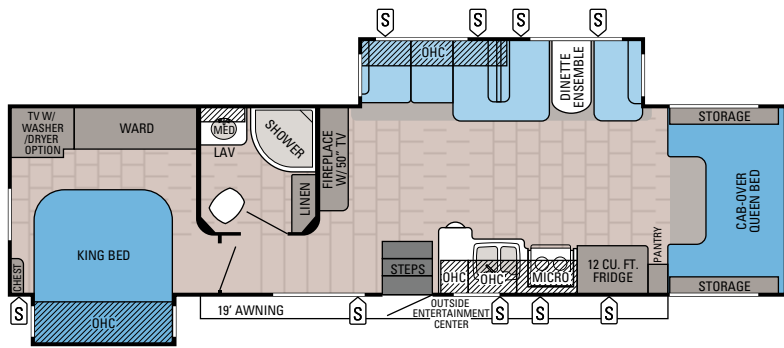 S S S S
OHC
DINETTE
ENSEMBLE
TV W/
WASHER
/DRYER
OPTION
WARD
MED
LAV
SHOWER
LINEN
FIREPLACE
W/ 50" TV
STORAGE
CAB-OVER
QUEEN BED
STORAGE
KING BED
CHEST
OHC
STEPS
OHC
OHC
MICRO
12 CU. FT.
FRIDGE
PANTRY
19' AWNING
OUTSIDE
ENTERTAINMENT
CENTER
S S S S S